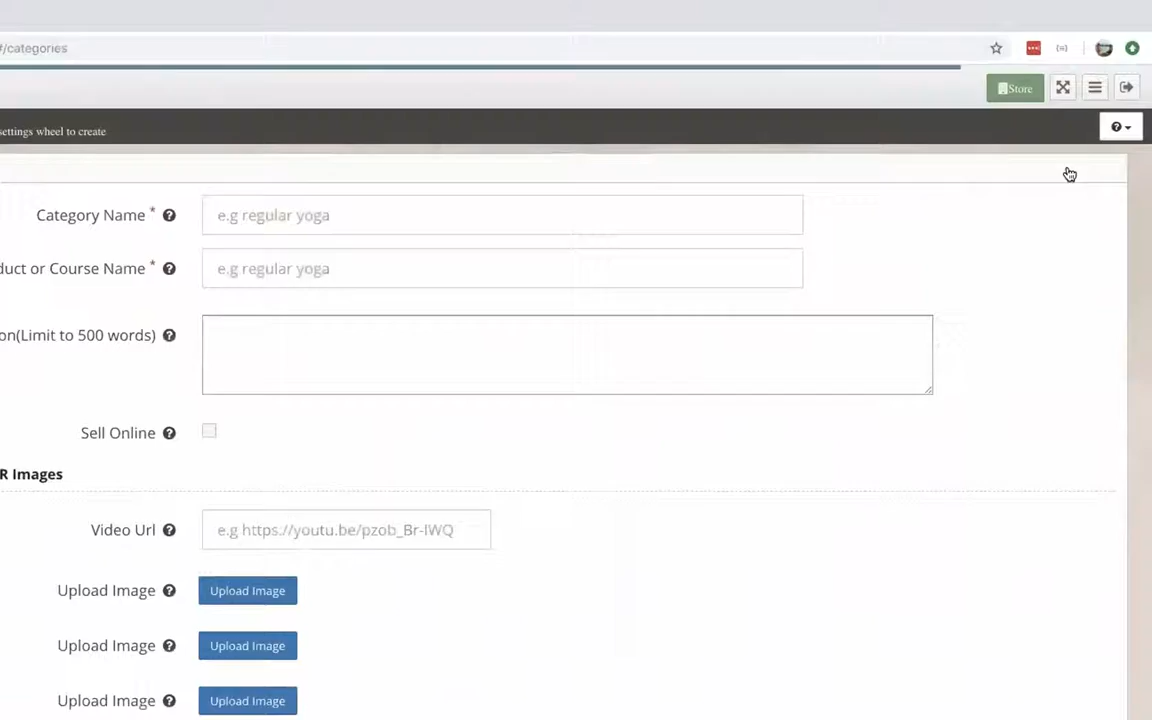 #/categories
Store
settings wheel to create
Category Name *
e.g regular yoga
duct or Course Name *
e.g regular yoga
on(Limit to 500 words)
Sell Online
R Images
Video Url
e.g https://youtu.be/pzob_Br-IWQ
Upload Image
Upload Image
Upload Image
Upload Image
Upload Image
Upload Image